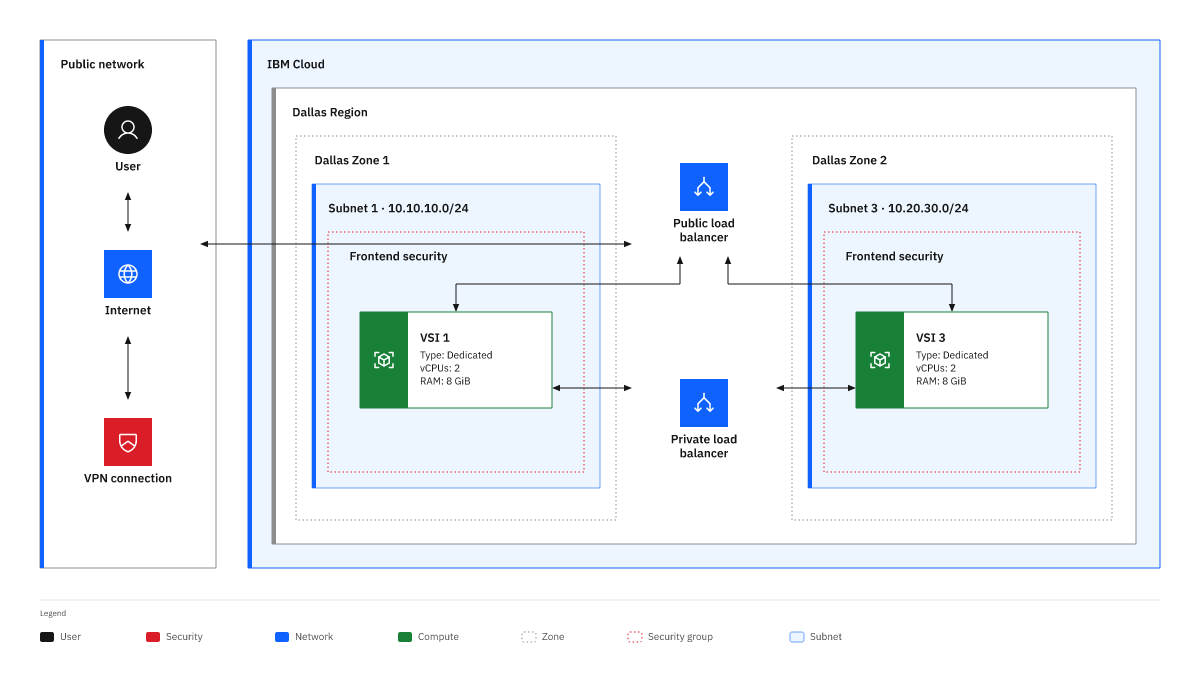 Public network
User
Internet
VPN connection
IBM Cloud
Dallas Region
Dallas Zone 1
Subnet 1 · 10.10.10.0/24
Frontend security
VSI 1
Type: Dedicated
vCPUs: 2
RAM: 8 GiB
Public load
balancer
Private load
balancer
Dallas Zone 2
Subnet 3 · 10.20.30.0/24
Frontend security
VSI 3
Type: Dedicated
vCPUs: 2
RAM: 8 GiB
Legend
User
Security
Network
Compute
Zone
Security group
Subnet